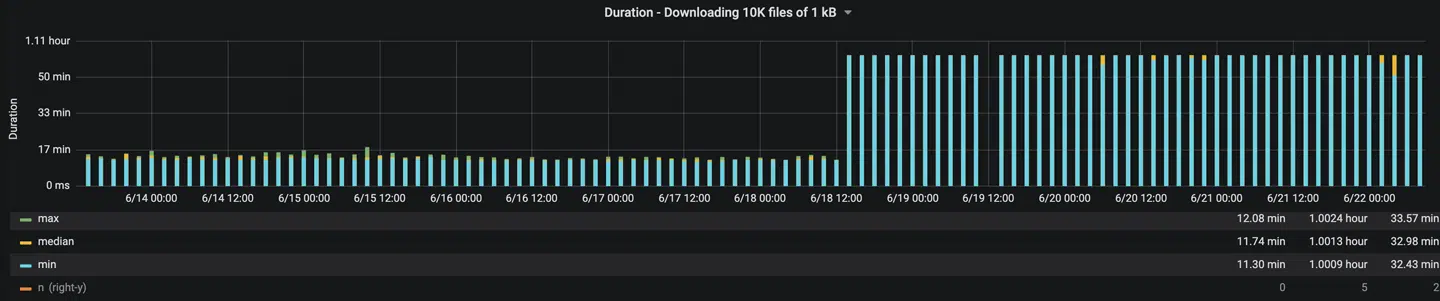 Duration - Downloading 10K files of 1 kB
1.11 hour
50 min
33 min
17 min
0 ms
Duration
6/14 00:00 6/14 12:00 6/15 00:00 6/15 12:00 6/16 00:00 6/16 12:00 6/17 00:00 6/17 12:00 6/18 00:00 6/18 12:00 6/19 00:00 6/19 12:00 6/20 00:00 6/20 12:00 6/21 00:00 6/21 12:00 6/22 00:00
max 12.08 min 1.0024 hour 33.57 min
median 11.74 min 1.0013 hour 32.98 min
min 11.30 min 1.0009 hour 32.43 min
n (right-y) 0 5 2